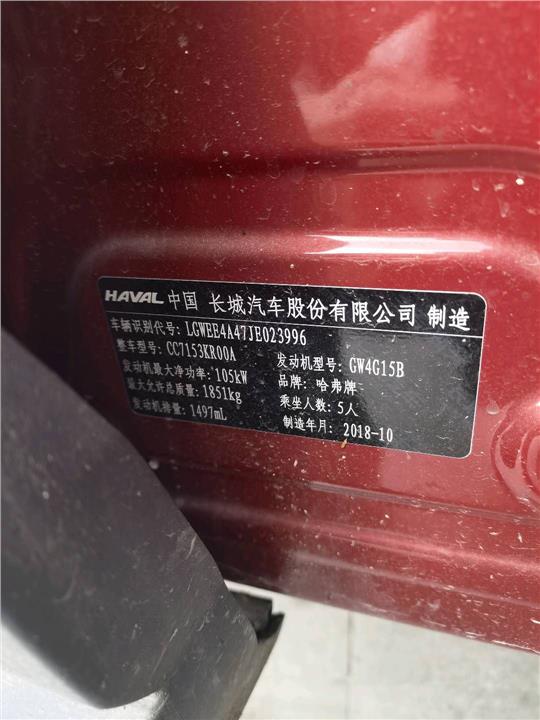 HAVAL 中国 长城汽车股份有限公司 制造
车辆识别代号: LGWEE4A47JE023996
整车型号: CC7153KR00A 发动机型号: GW4G15B
发动机最大净功率: 105kW 品牌: 哈弗牌
最大允许总质量: 1851kg 乘坐人数: 5人
发动机排量: 1497mL 制造年月: 2018-10